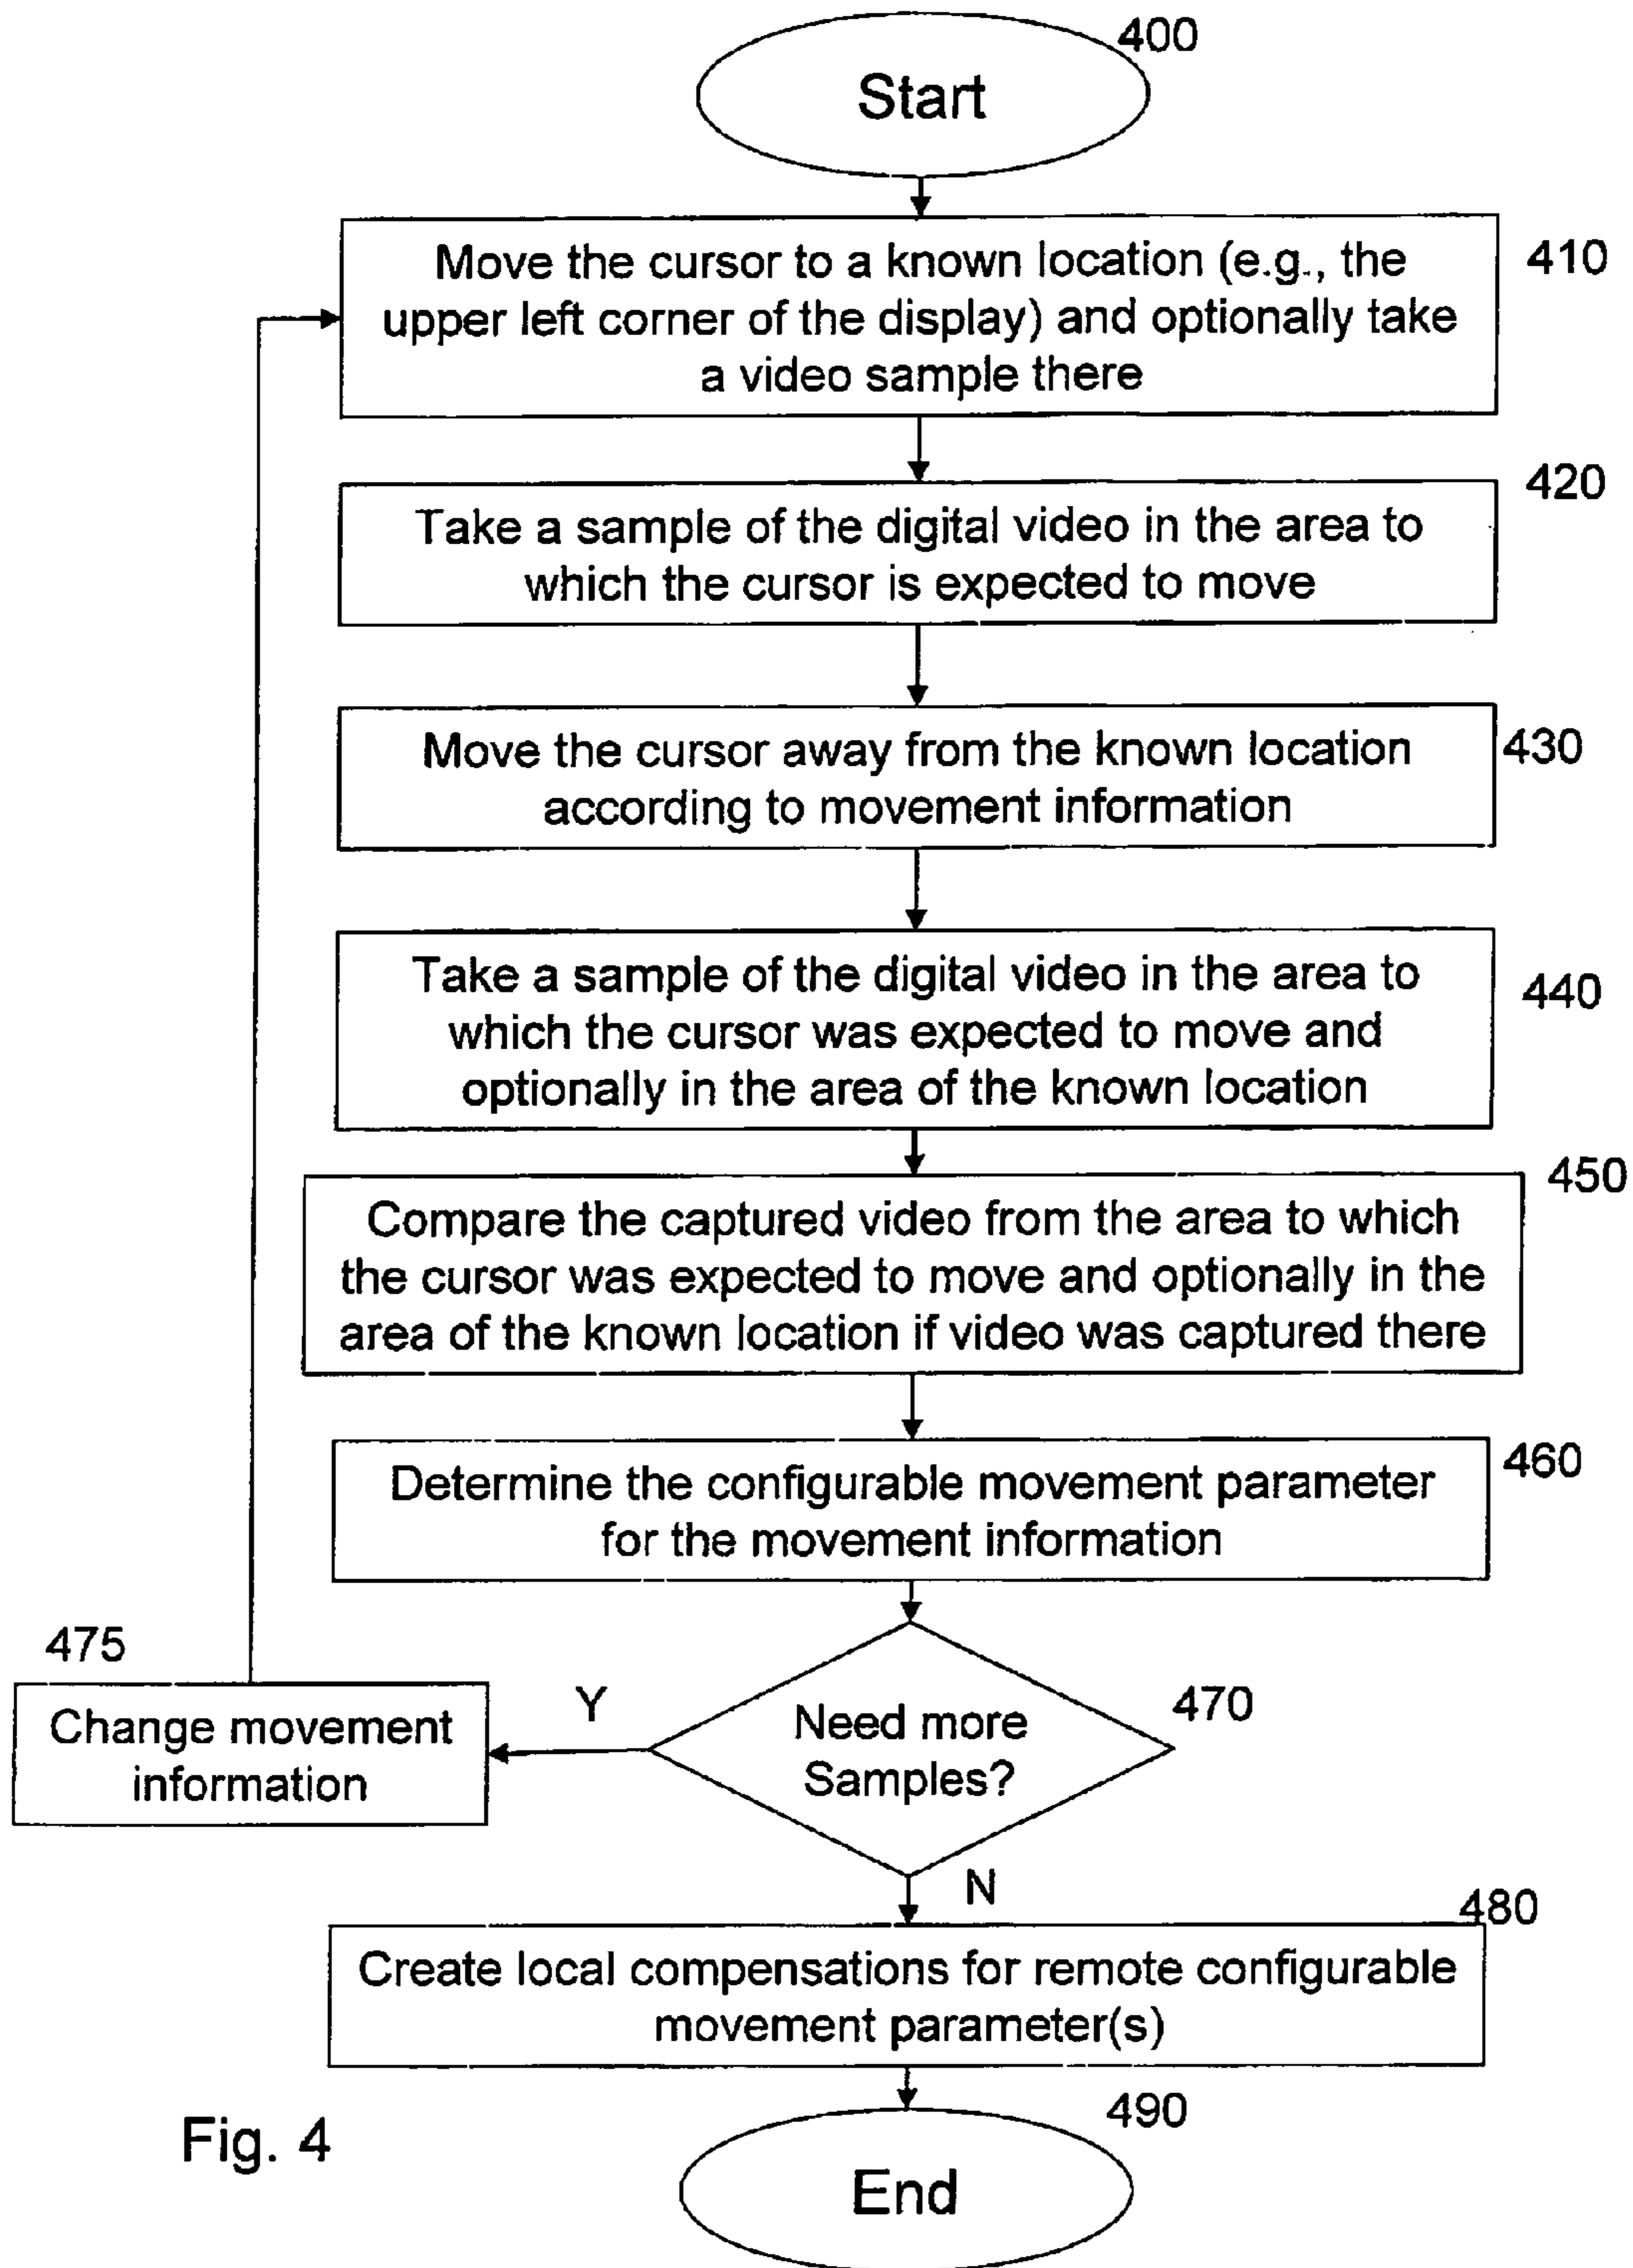 400
Start
Move the cursor to a known location (e.g., the
upper left corner of the display) and optionally take
a video sample there
410
Take a sample of the digital video in the area to
which the cursor is expected to move
420
Move the cursor away from the known location
according to movement information
430
Take a sample of the digital video in the area to
which the cursor was expected to move and
optionally in the area of the known location
440
Compare the captured video from the area to which
the cursor was expected to move and optionally in the
area of the known location if video was captured there
450
Determine the configurable movement parameter
for the movement information
460
Need more
Samples?
470
Y
475
Change movement
information
N
Create local compensations for remote configurable
movement parameter(s)
480
490
End
Fig. 4